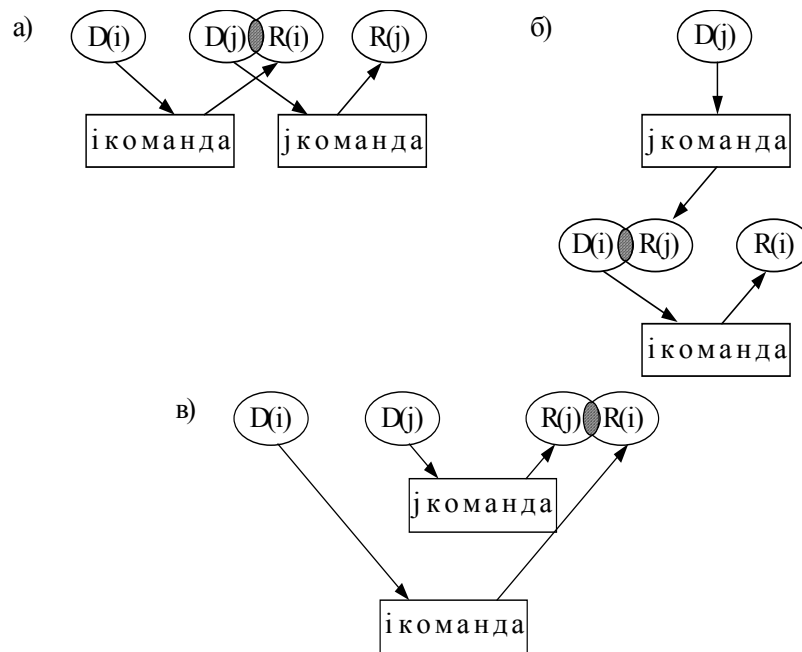 а) D(i) D(j) R(i) R(j)
i команда j команда
б) D(j)
j команда
D(i) R(j) R(i)
i команда
в) D(i) D(j) R(j) R(i)
j команда
i команда